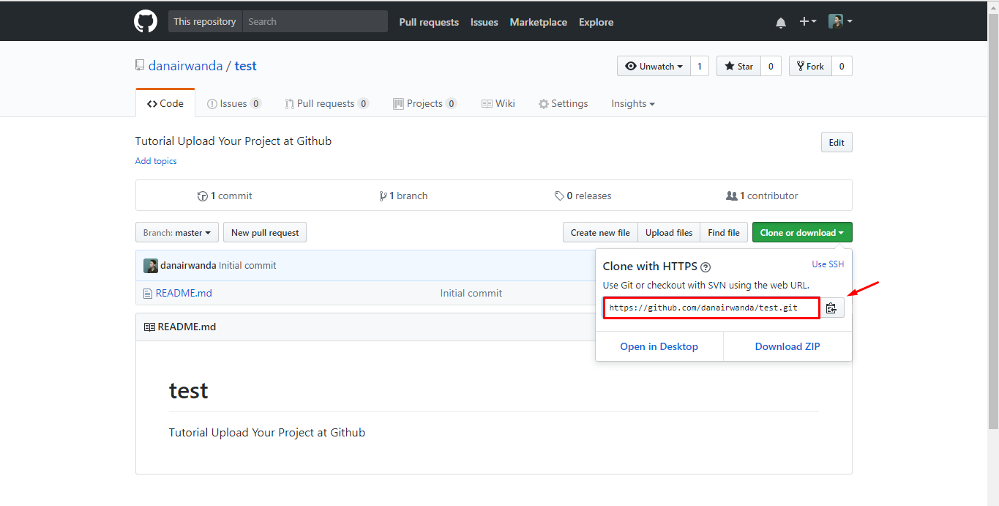 This repository Search Pull requests Issues Marketplace Explore
danairwanda / test Unwatch 1 Star 0 Fork 0
Code Issues 0 Pull requests 0 Projects 0 Wiki Settings Insights
Tutorial Upload Your Project at Github Edit
Add topics
1 commit 1 branch 0 releases 1 contributor
Branch: master New pull request Create new file Upload files Find file Clone or download
danairwanda Initial commit
README.md Initial commit
Clone with HTTPS ? Use SSH
Use Git or checkout with SVN using the web URL.
https://github.com/danairwanda/test.git
Open in Desktop Download ZIP
README.md
test
Tutorial Upload Your Project at Github